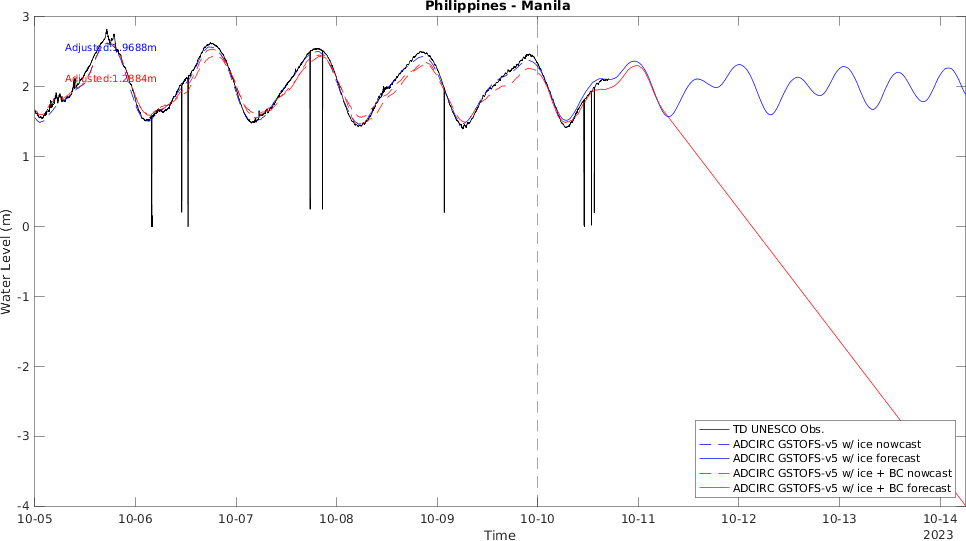 Philippines - Manila
3
2
1
0
-1
-2
-3
-4
Water Level (m)
Adjusted:
.9688m
Adjusted:1.
884m
TD UNESCO Obs.
ADCIRC GSTOFS-v5 w/ ice nowcast
ADCIRC GSTOFS-v5 w/ ice forecast
ADCIRC GSTOFS-v5 w/ ice + BC nowcast
ADCIRC GSTOFS-v5 w/ ice + BC forecast
10-05 10-06 10-07 10-08 10-09 10-10 10-11 10-12 10-13 10-14
2023
Time